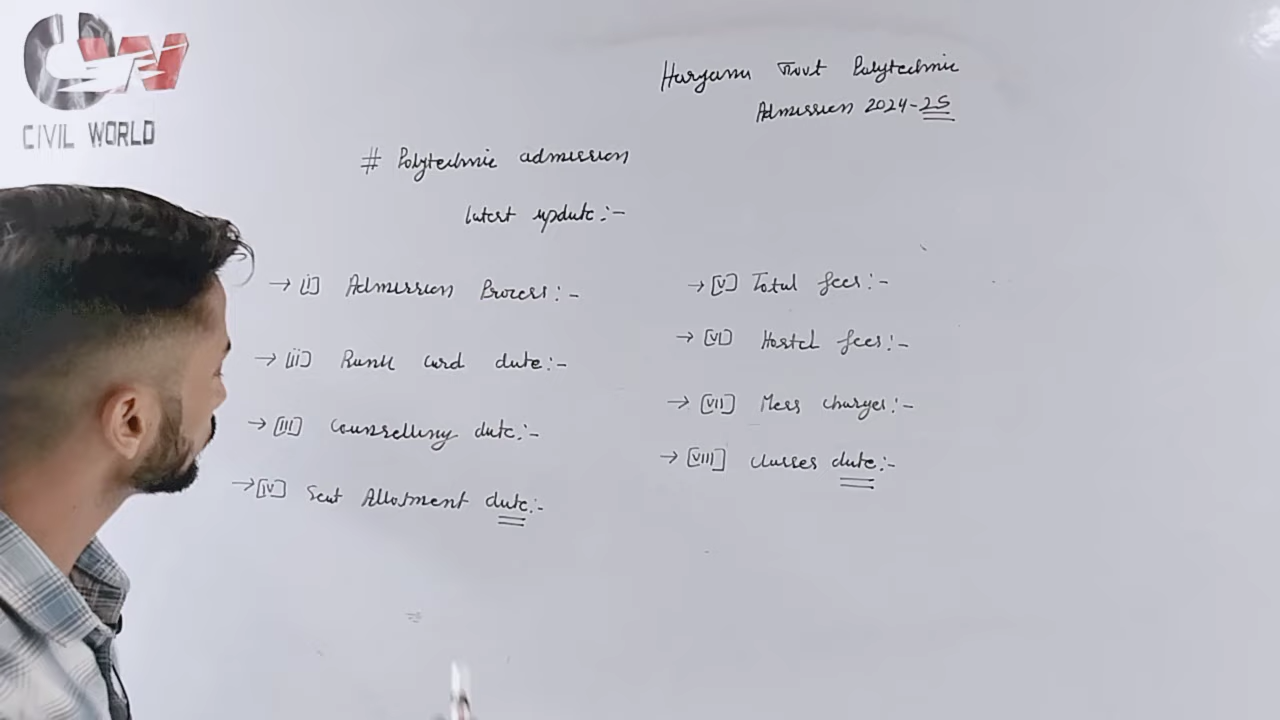 CW
CIVIL WORLD
Haryana Govt Polytechnic
Admission 2024-25
# Polytechnic admission
latest update:-
→ [i] Admission Process:-
→ [ii] Rank card date:-
→ [iii] Counselling date:-
→ [iv] Seat Allotment date:-
→ [v] Total fees:-
→ [vi] Hostel fees:-
→ [vii] Mess charges:-
→ [viii] classes date:-